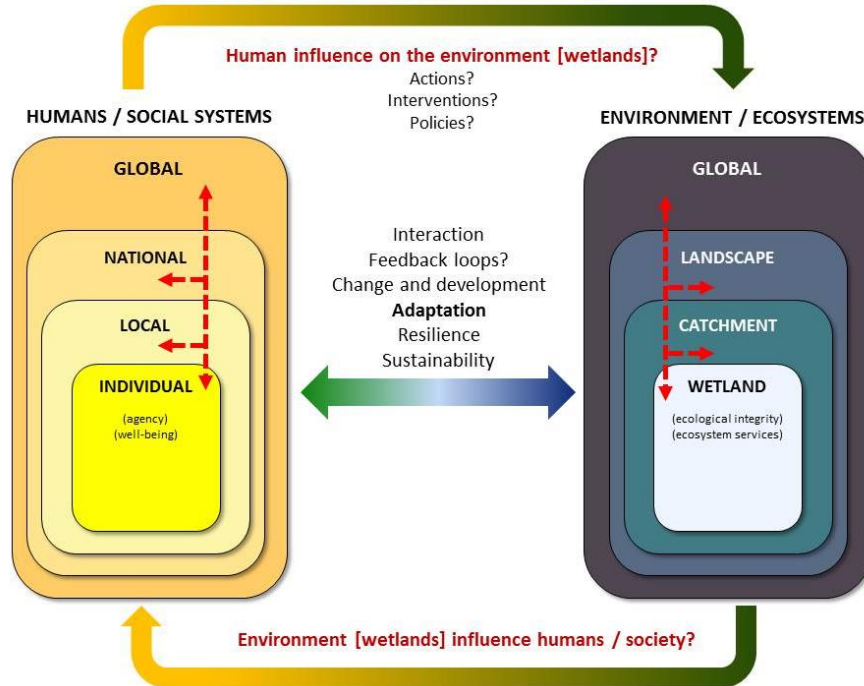 Human influence on the environment [wetlands]?
Actions?
Interventions?
Policies?
HUMANS / SOCIAL SYSTEMS
GLOBAL
NATIONAL
LOCAL
INDIVIDUAL
(agency)
(well-being)
Interaction
Feedback loops?
Change and development
Adaptation
Resilience
Sustainability
ENVIRONMENT / ECOSYSTEMS
GLOBAL
LANDSCAPE
CATCHMENT
WETLAND
(ecological integrity)
(ecosystem services)
Environment [wetlands] influence humans / society?